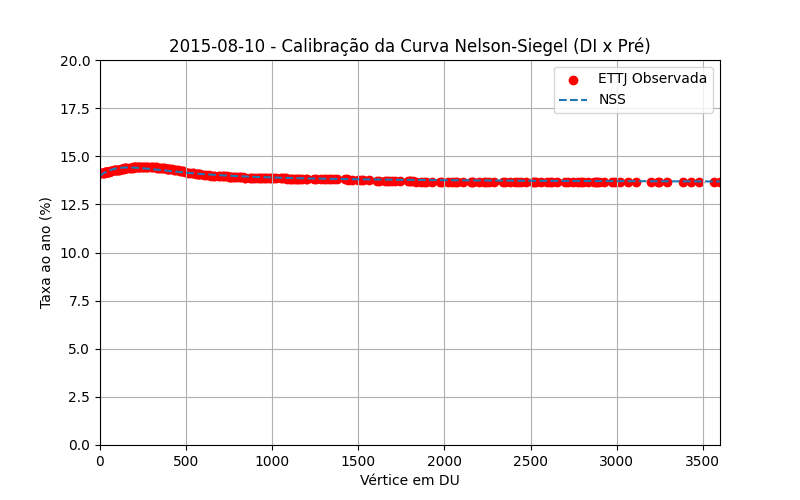 2015-08-10 - Calibração da Curva Nelson-Siegel (DI x Pré)
ETTJ Observada
NSS
Taxa ao ano (%)
20.0
17.5
15.0
12.5
10.0
7.5
5.0
2.5
0.0
0 500 1000 1500 2000 2500 3000 3500
Vértice em DU